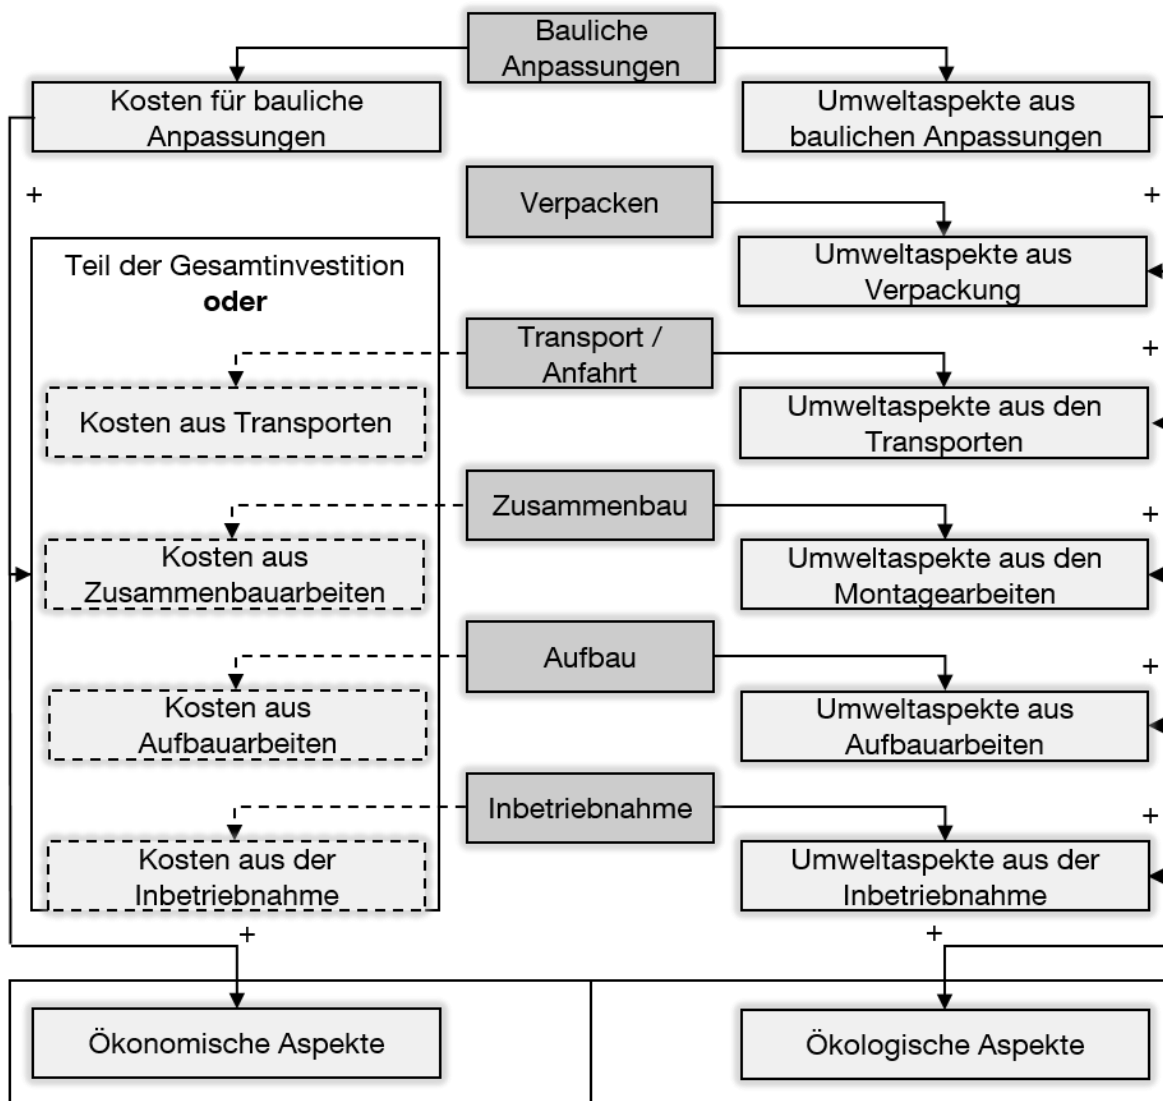 Bauliche
Anpassungen
Kosten für bauliche
Anpassungen
Umweltaspekte aus
baulichen Anpassungen
+
Verpacken
+
Teil der Gesamtinvestition
oder
Umweltaspekte aus
Verpackung
Transport /
Anfahrt
+
Kosten aus Transporten
Umweltaspekte aus den
Transporten
Zusammenbau
+
Kosten aus
Zusammenbauarbeiten
Umweltaspekte aus den
Montagearbeiten
Aufbau
+
Kosten aus
Aufbauarbeiten
Umweltaspekte aus
Aufbauarbeiten
Inbetriebnahme
+
Kosten aus der
Inbetriebnahme
Umweltaspekte aus der
Inbetriebnahme
+
+
Ökonomische Aspekte
Ökologische Aspekte